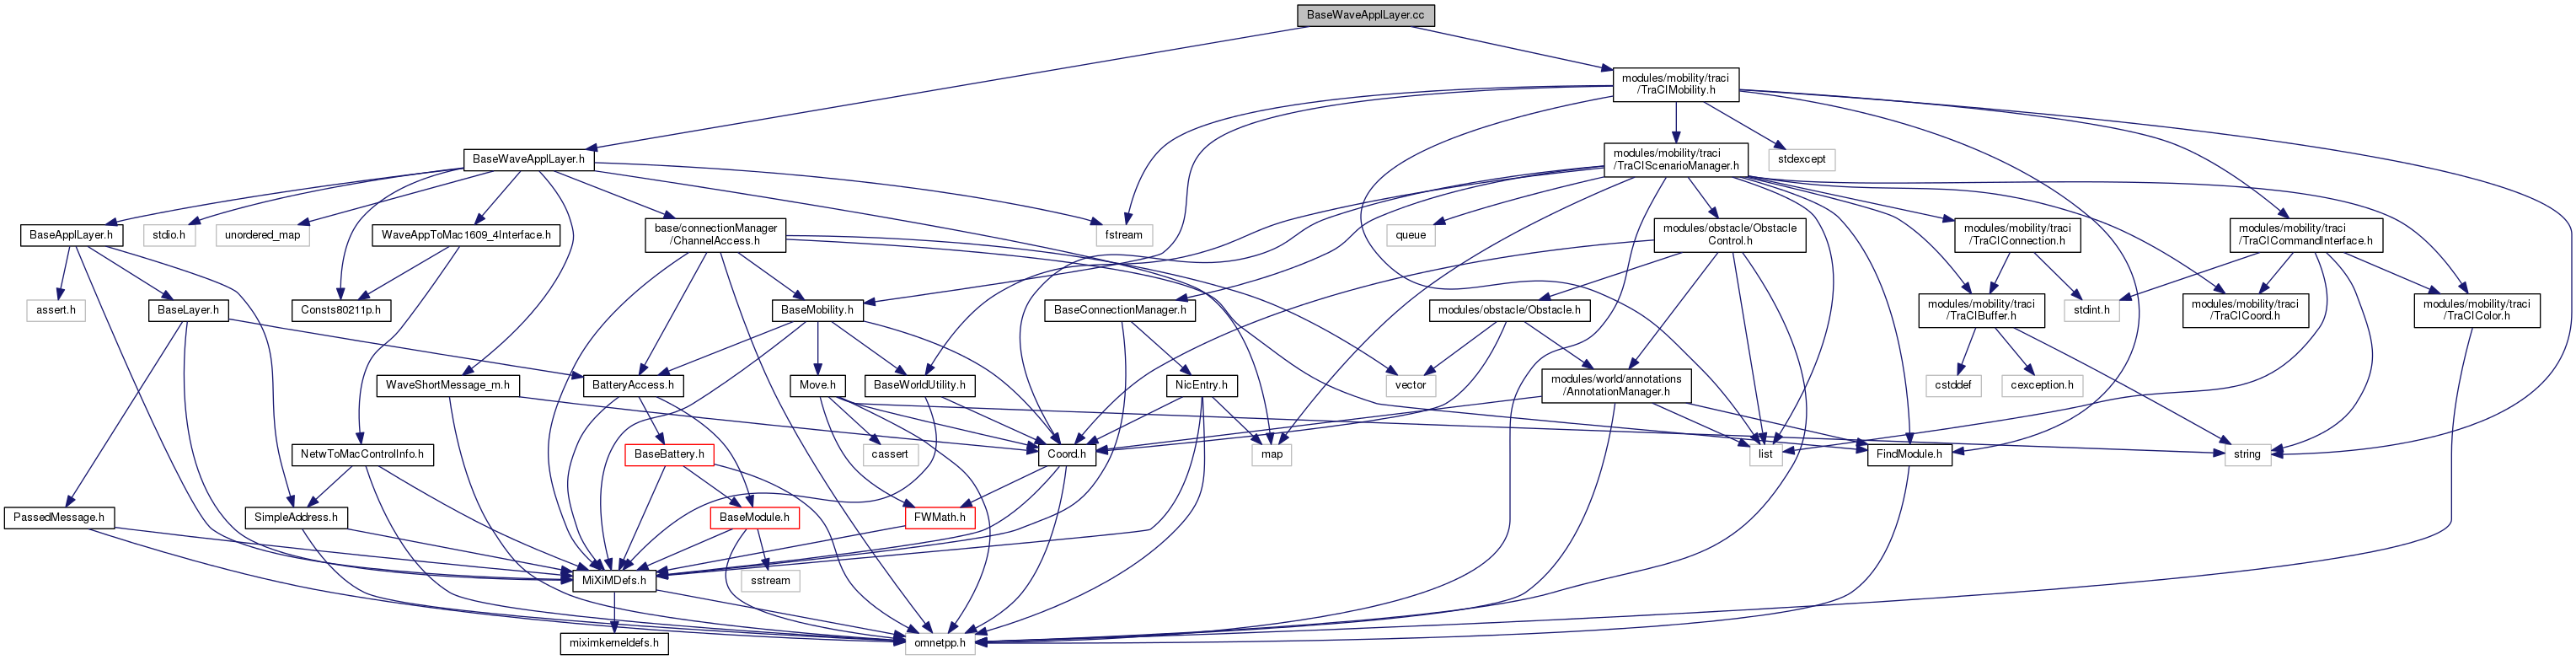 BaseWaveApplLayer.cc
modules/mobility/traci
/TraCIMobility.h
BaseWaveApplLayer.h
modules/mobility/traci
/TraCIScenarioManager.h
stdexcept
BaseApplLayer.h
stdio.h
unordered_map
WaveAppToMac1609_4Interface.h
base/connectionManager
/ChannelAccess.h
fstream
queue
modules/obstacle/Obstacle
Control.h
modules/mobility/traci
/TraCIConnection.h
modules/mobility/traci
/TraCICommandInterface.h
assert.h
BaseLayer.h
Consts80211p.h
BaseMobility.h
BaseConnectionManager.h
modules/obstacle/Obstacle.h
modules/mobility/traci
/TraCIBuffer.h
stdint.h
modules/mobility/traci
/TraCICoord.h
modules/mobility/traci
/TraCIColor.h
WaveShortMessage_m.h
BatteryAccess.h
Move.h
BaseWorldUtility.h
NicEntry.h
vector
modules/world/annotations
/AnnotationManager.h
cstddef
cexception.h
NetwToMacControlInfo.h
BaseBattery.h
cassert
Coord.h
map
list
FindModule.h
string
PassedMessage.h
SimpleAddress.h
BaseModule.h
FWMath.h
MiXiMDefs.h
sstream
miximkerneldefs.h
omnetpp.h